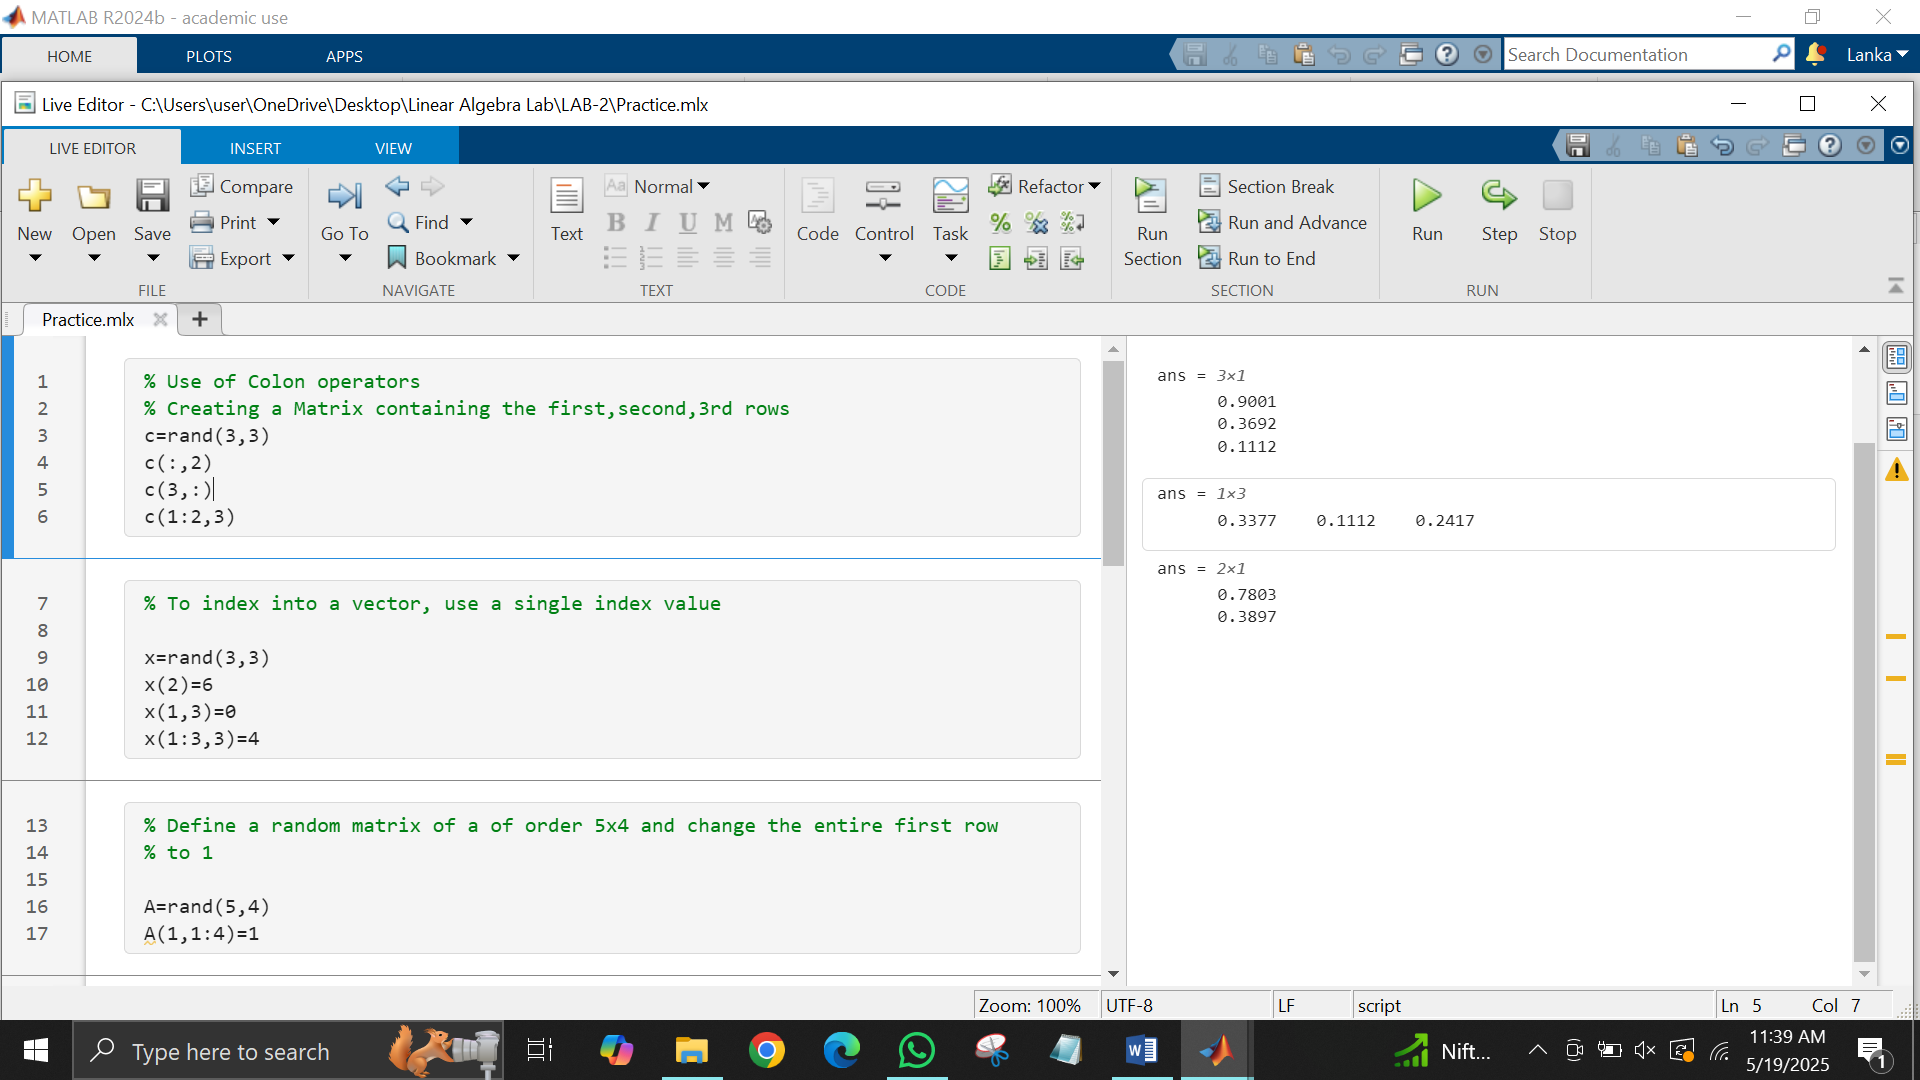 MATLAB R2024b - academic use
HOME PLOTS APPS Search Documentation Lanka
Live Editor - C:\Users\user\OneDrive\Desktop\Linear Algebra Lab\LAB-2\Practice.mlx
LIVE EDITOR INSERT VIEW
New Open Save Compare Print Export
FILE
Go To Find Bookmark
NAVIGATE
Text Aa Normal B I U M
TEXT
Code Control Task Refactor
CODE
Run Section Section Break Run and Advance Run to End
SECTION
Run Step Stop
RUN
Practice.mlx +
1 % Use of Colon operators
2 % Creating a Matrix containing the first,second,3rd rows
3 c=rand(3,3)
4 c(:,2)
5 c(3,:)
6 c(1:2,3)
7 % To index into a vector, use a single index value
8
9 x=rand(3,3)
10 x(2)=6
11 x(1,3)=0
12 x(1:3,3)=4
13 % Define a random matrix of a of order 5x4 and change the entire first row
14 % to 1
15
16 A=rand(5,4)
17 A(1,1:4)=1
ans = 3×1
0.9001
0.3692
0.1112
ans = 1×3
0.3377 0.1112 0.2417
ans = 2×1
0.7803
0.3897
Zoom: 100% UTF-8 LF script Ln 5 Col 7
Type here to search Nift... 11:39 AM
5/19/2025
1